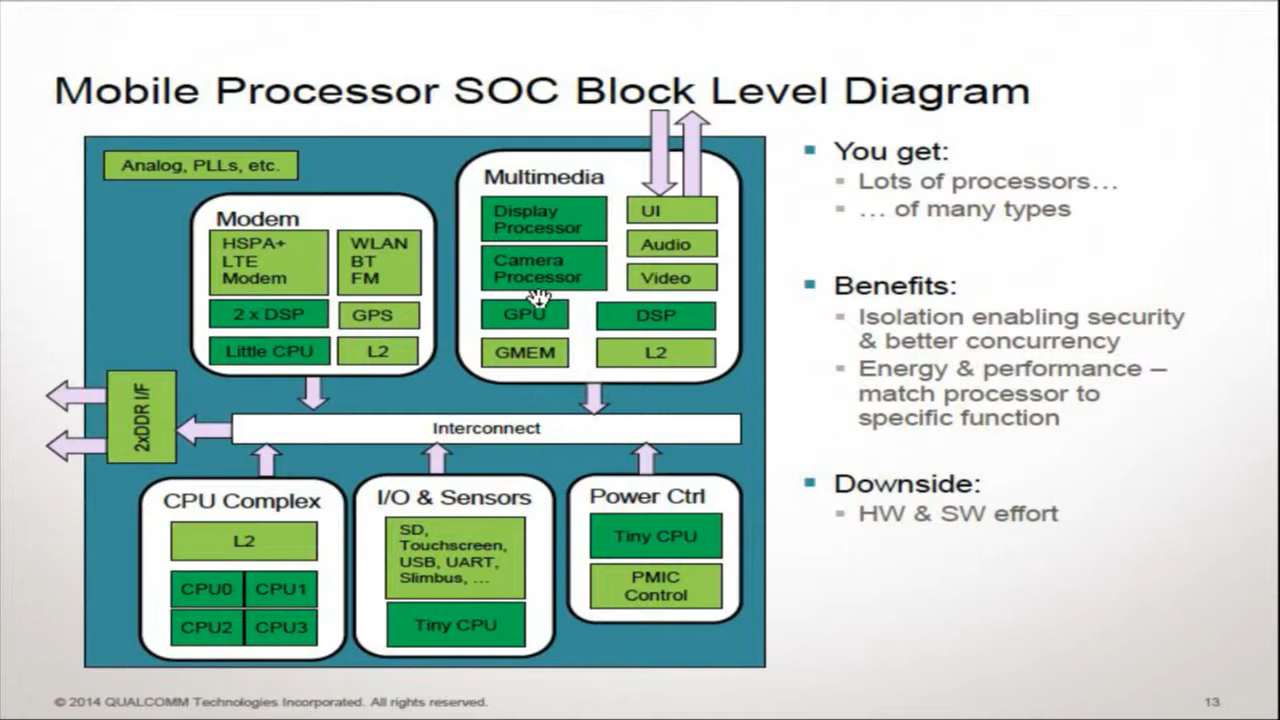 Mobile Processor SOC Block Level Diagram
Analog, PLLs, etc.
Modem
HSPA+
LTE
Modem
WLAN
BT
FM
2 x DSP
GPS
Little CPU
L2
Multimedia
Display
Processor
UI
Camera
Processor
Audio
Video
GPU
DSP
GMEM
L2
2xDDR I/F
Interconnect
CPU Complex
L2
CPU0
CPU1
CPU2
CPU3
I/O & Sensors
SD,
Touchscreen,
USB, UART,
Slimbus, ...
Tiny CPU
Power Ctrl
Tiny CPU
PMIC
Control
You get:
Lots of processors…
… of many types
Benefits:
Isolation enabling security
& better concurrency
Energy & performance –
match processor to
specific function
Downside:
HW & SW effort
© 2014 QUALCOMM Technologies Incorporated. All rights reserved.
13